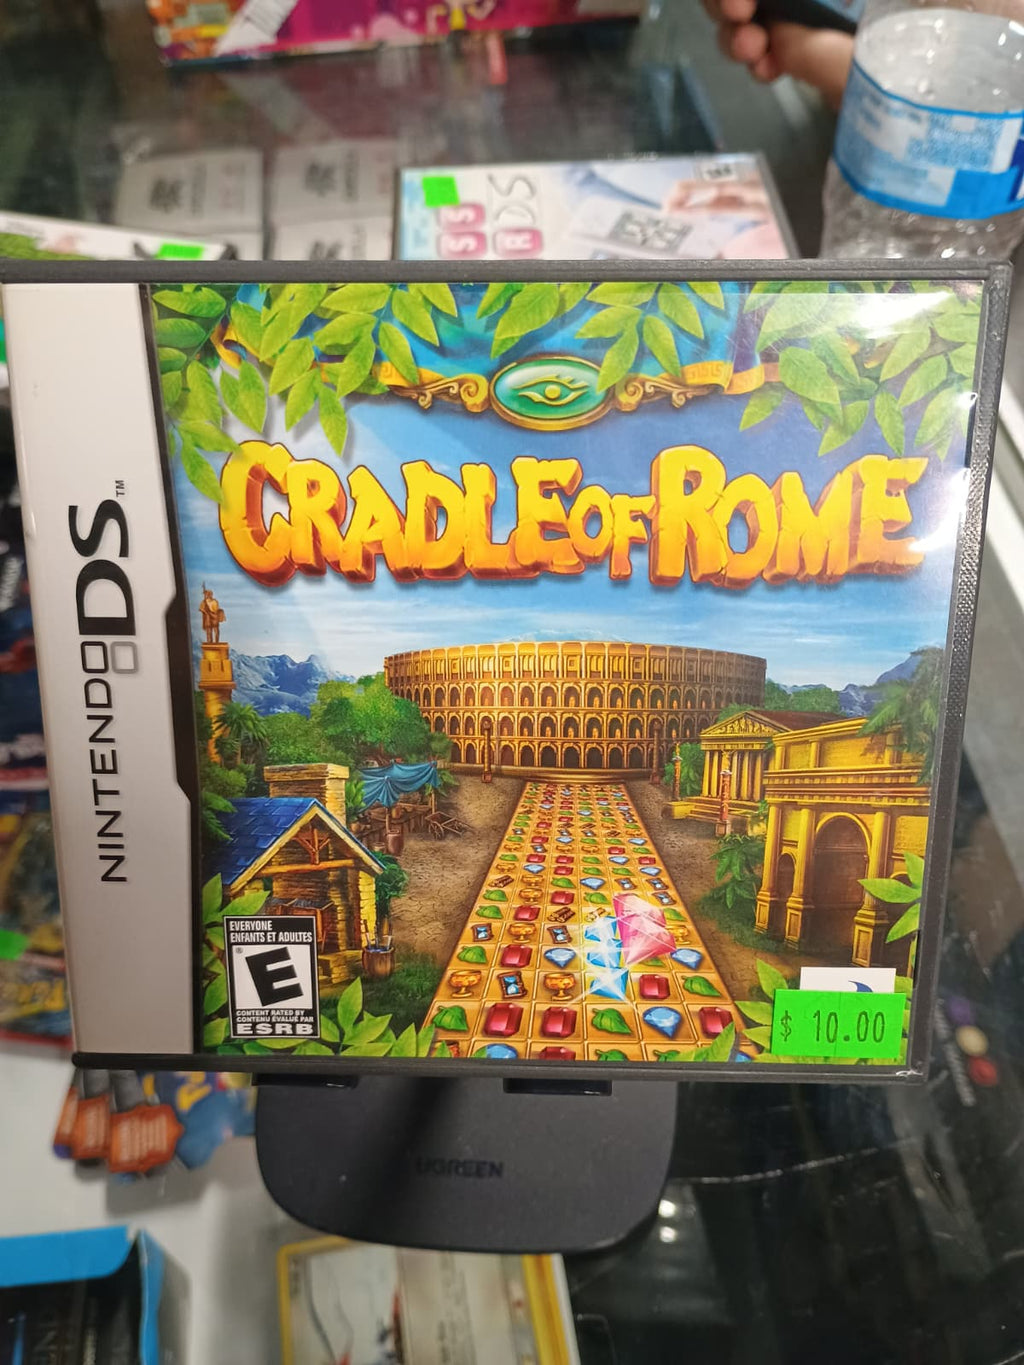 NINTENDO DS™
CRADLE OF ROME
EVERYONE
ENFANTS ET ADULTES
E
CONTENT RATED BY
CONTENU ÉVALUÉ PAR
ESRB
$ 10.00
UGREEN
DS